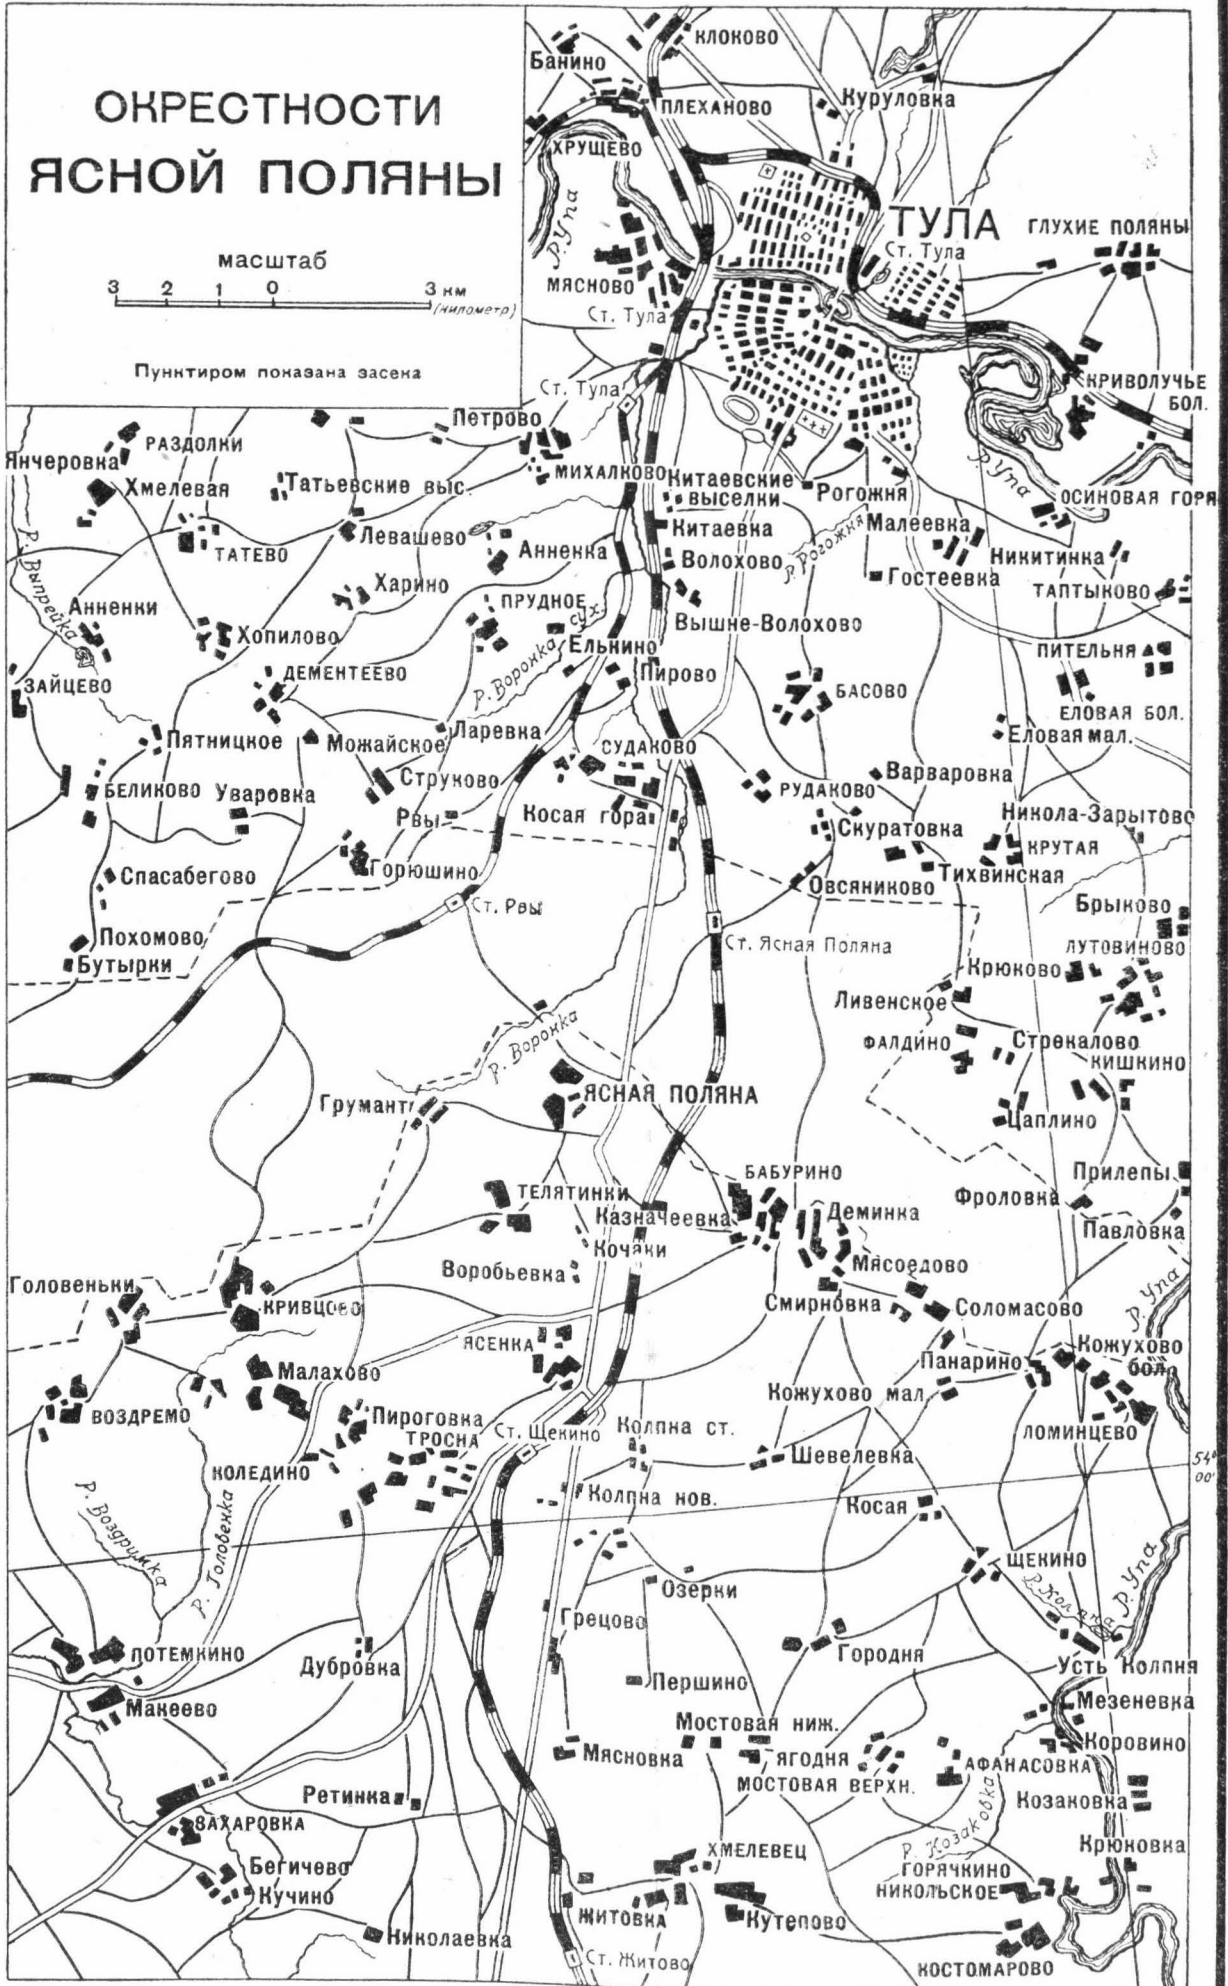 ОКРЕСТНОСТИ
ЯСНОЙ ПОЛЯНЫ
масштаб
3 2 1 0 3 км
(километр)
Пунктиром показана засека
КЛОКОВО
Банино
ПЛЕХАНОВО
Куруловка
ХРУЩЕВО
Р. Упа
ТУЛА
Ст. Тула
ГЛУХИЕ ПОЛЯНЫ
МЯСНОВО
Ст. Тула
Ст. Тула
КРИВОЛУЧЬЕ
БОЛ.
Петрово
РАЗДОЛКИ
Янчеровка
Хмелевая
Татьевские выс.
МИХАЛКОВО
Китаевские
выселки
Рогожня
Р. Упа
ОСИНОВАЯ ГОРА
ТАТЕВО
Левашево
Анненка
Китаевка
Малеевка
Никитинка
Р. Выпрейка
Харино
Волохово
Р. Рогожня
Гостеевка
ТАПТЫКОВО
Анненки
Хопилово
ПРУДНОЕ
сух.
Р. Воронка
Вышне-Волохово
Ельнино
Пирово
ПИТЕЛЬНЯ
ЗАЙЦЕВО
ДЕМЕНТЕЕВО
БАСОВО
ЕЛОВАЯ БОЛ.
Еловая мал.
Пятницкое
Можайское
Ларевка
СУДАКОВО
БЕЛИКОВО
Уваровка
Струково
Рвы
Косая гора
РУДАКОВО
Варваровка
Никола-Зарытово
Скуратовка
КРУТАЯ
Тихвинская
Овсяниково
Спасабегово
Горюшино
Ст. Рвы
Брыково
Похомово
Бутырки
Ст. Ясная Поляна
ЛУТОВИНОВО
Крюково
Ливенское
ФАЛДИНО
Стрекалово
КИШКИНО
Р. Воронка
ЯСНАЯ ПОЛЯНА
Грумант
Цаплино
Прилепы
БАБУРИНО
ТЕЛЯТИНКИ
Казначеевка
Деминка
Фроловка
Павловка
Кочаки
Воробьевка
Мясоедово
Головеньки
КРИВЦОВО
Смирновка
Соломасово
Р. Упа
ЯСЕНКА
Панарино
Кожухово
бол.
Малахово
Кожухово мал.
ВОЗДРЕМО
Пироговка
ТРОСНА
Ст. Щекино
Колпна ст.
ЛОМИНЦЕВО
КОЛЕДИНО
Шевелевка
54°
00'
Р. Воздримка
Р. Головенка
Колпна нов.
Косая
ЩЕКИНО
Р. Колпна
Р. Упа
Озерки
Грецово
Городня
ПОТЕМКИНО
Дубровка
Усть Колпня
Першино
Макеево
Мезеневка
Мостовая ниж.
Мясновка
ЯГОДНЯ
Коровино
АФАНАСОВКА
МОСТОВАЯ ВЕРХН.
Ретинка
Козаковка
ЗАХАРОВКА
Р. Козаковка
Крюковка
ХМЕЛЕВЕЦ
ГОРЯЧКИНО
НИКОЛЬСКОЕ
Бегичево
Кучино
ЖИТОВКА
Кутепово
Николаевка
Ст. Житово
КОСТОМАРОВО